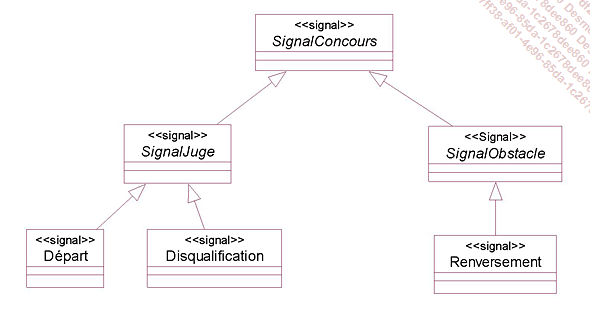 <<signal>>
SignalConcours
<<signal>>
SignalJuge
<<Signal>>
SignalObstacle
<<signal>>
Départ
<<signal>>
Disqualification
<<signal>>
Renversement